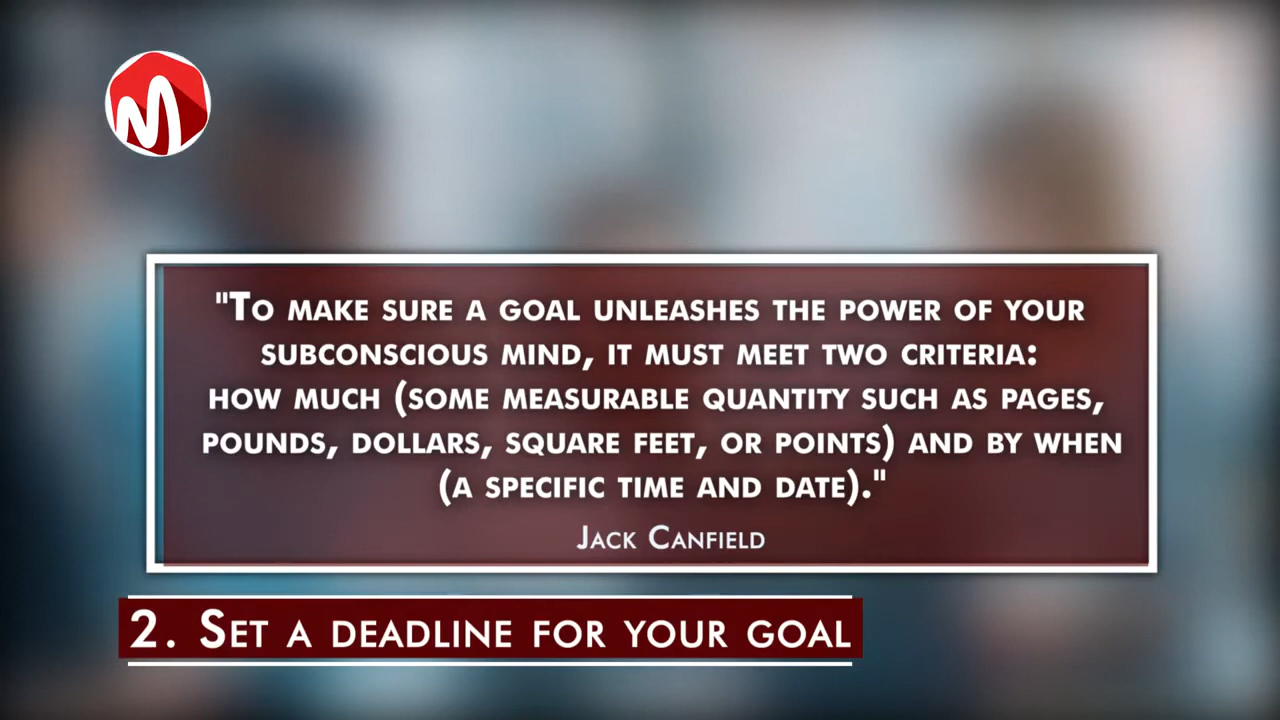 "To make sure a goal unleashes the power of your
subconscious mind, it must meet two criteria:
how much (some measurable quantity such as pages,
pounds, dollars, square feet, or points) and by when
(a specific time and date)."
Jack Canfield
2. Set a deadline for your goal